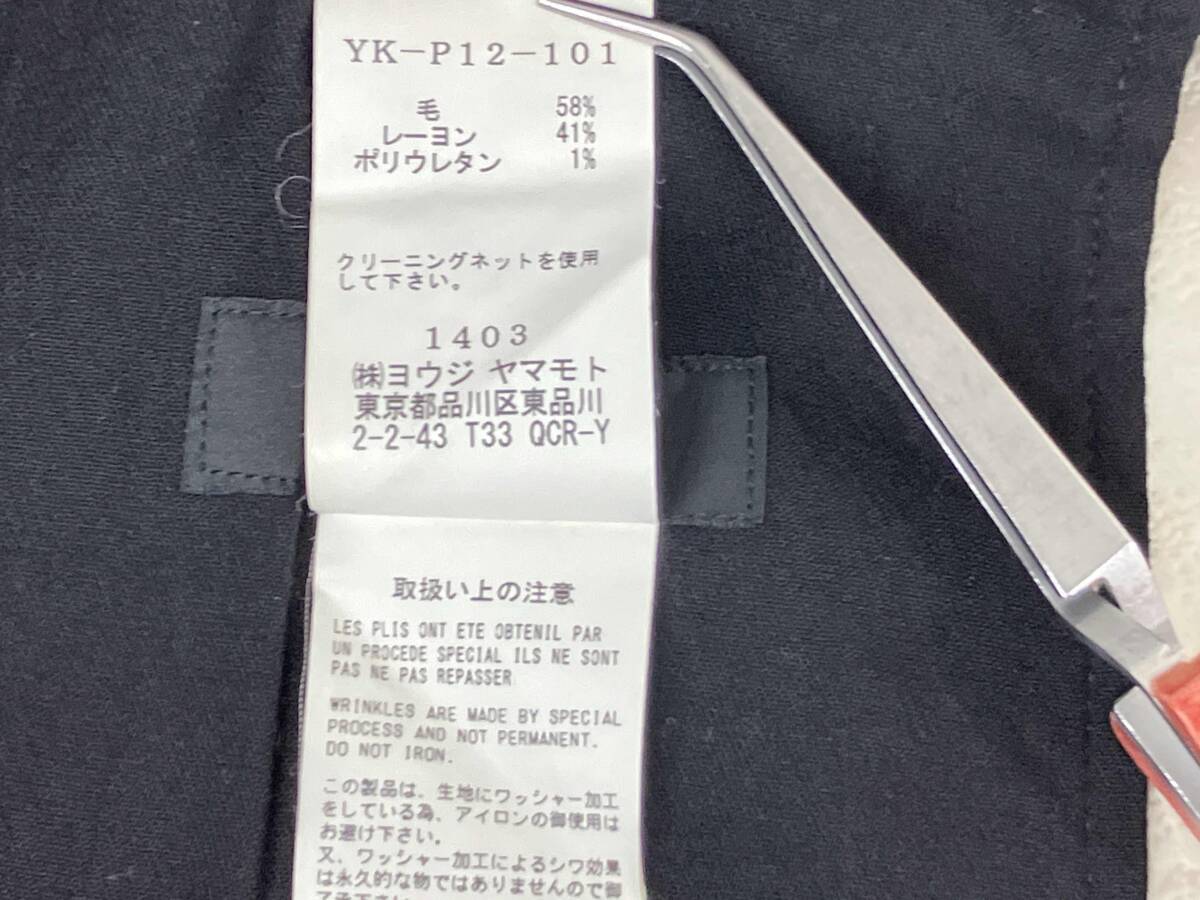 YK-P12-101
毛 58%
レーヨン 41%
ポリウレタン 1%
クリーニングネットを使用
して下さい。
1403
㈱ヨウジ ヤマモト
東京都品川区東品川
2-2-43 T33 QCR-Y
取扱い上の注意
LES PLIS ONT ETE OBTENIL PAR
UN PROCEDE SPECIAL ILS NE SONT
PAS NE PAS REPASSER
WRINKLES ARE MADE BY SPECIAL
PROCESS AND NOT PERMANENT.
DO NOT IRON.
この製品は、生地にワッシャー加工
をしている為、アイロンの御使用は
お避け下さい。
又、ワッシャー加工によるシワ効果
は永久的な物ではありませんので御
了承下さい。